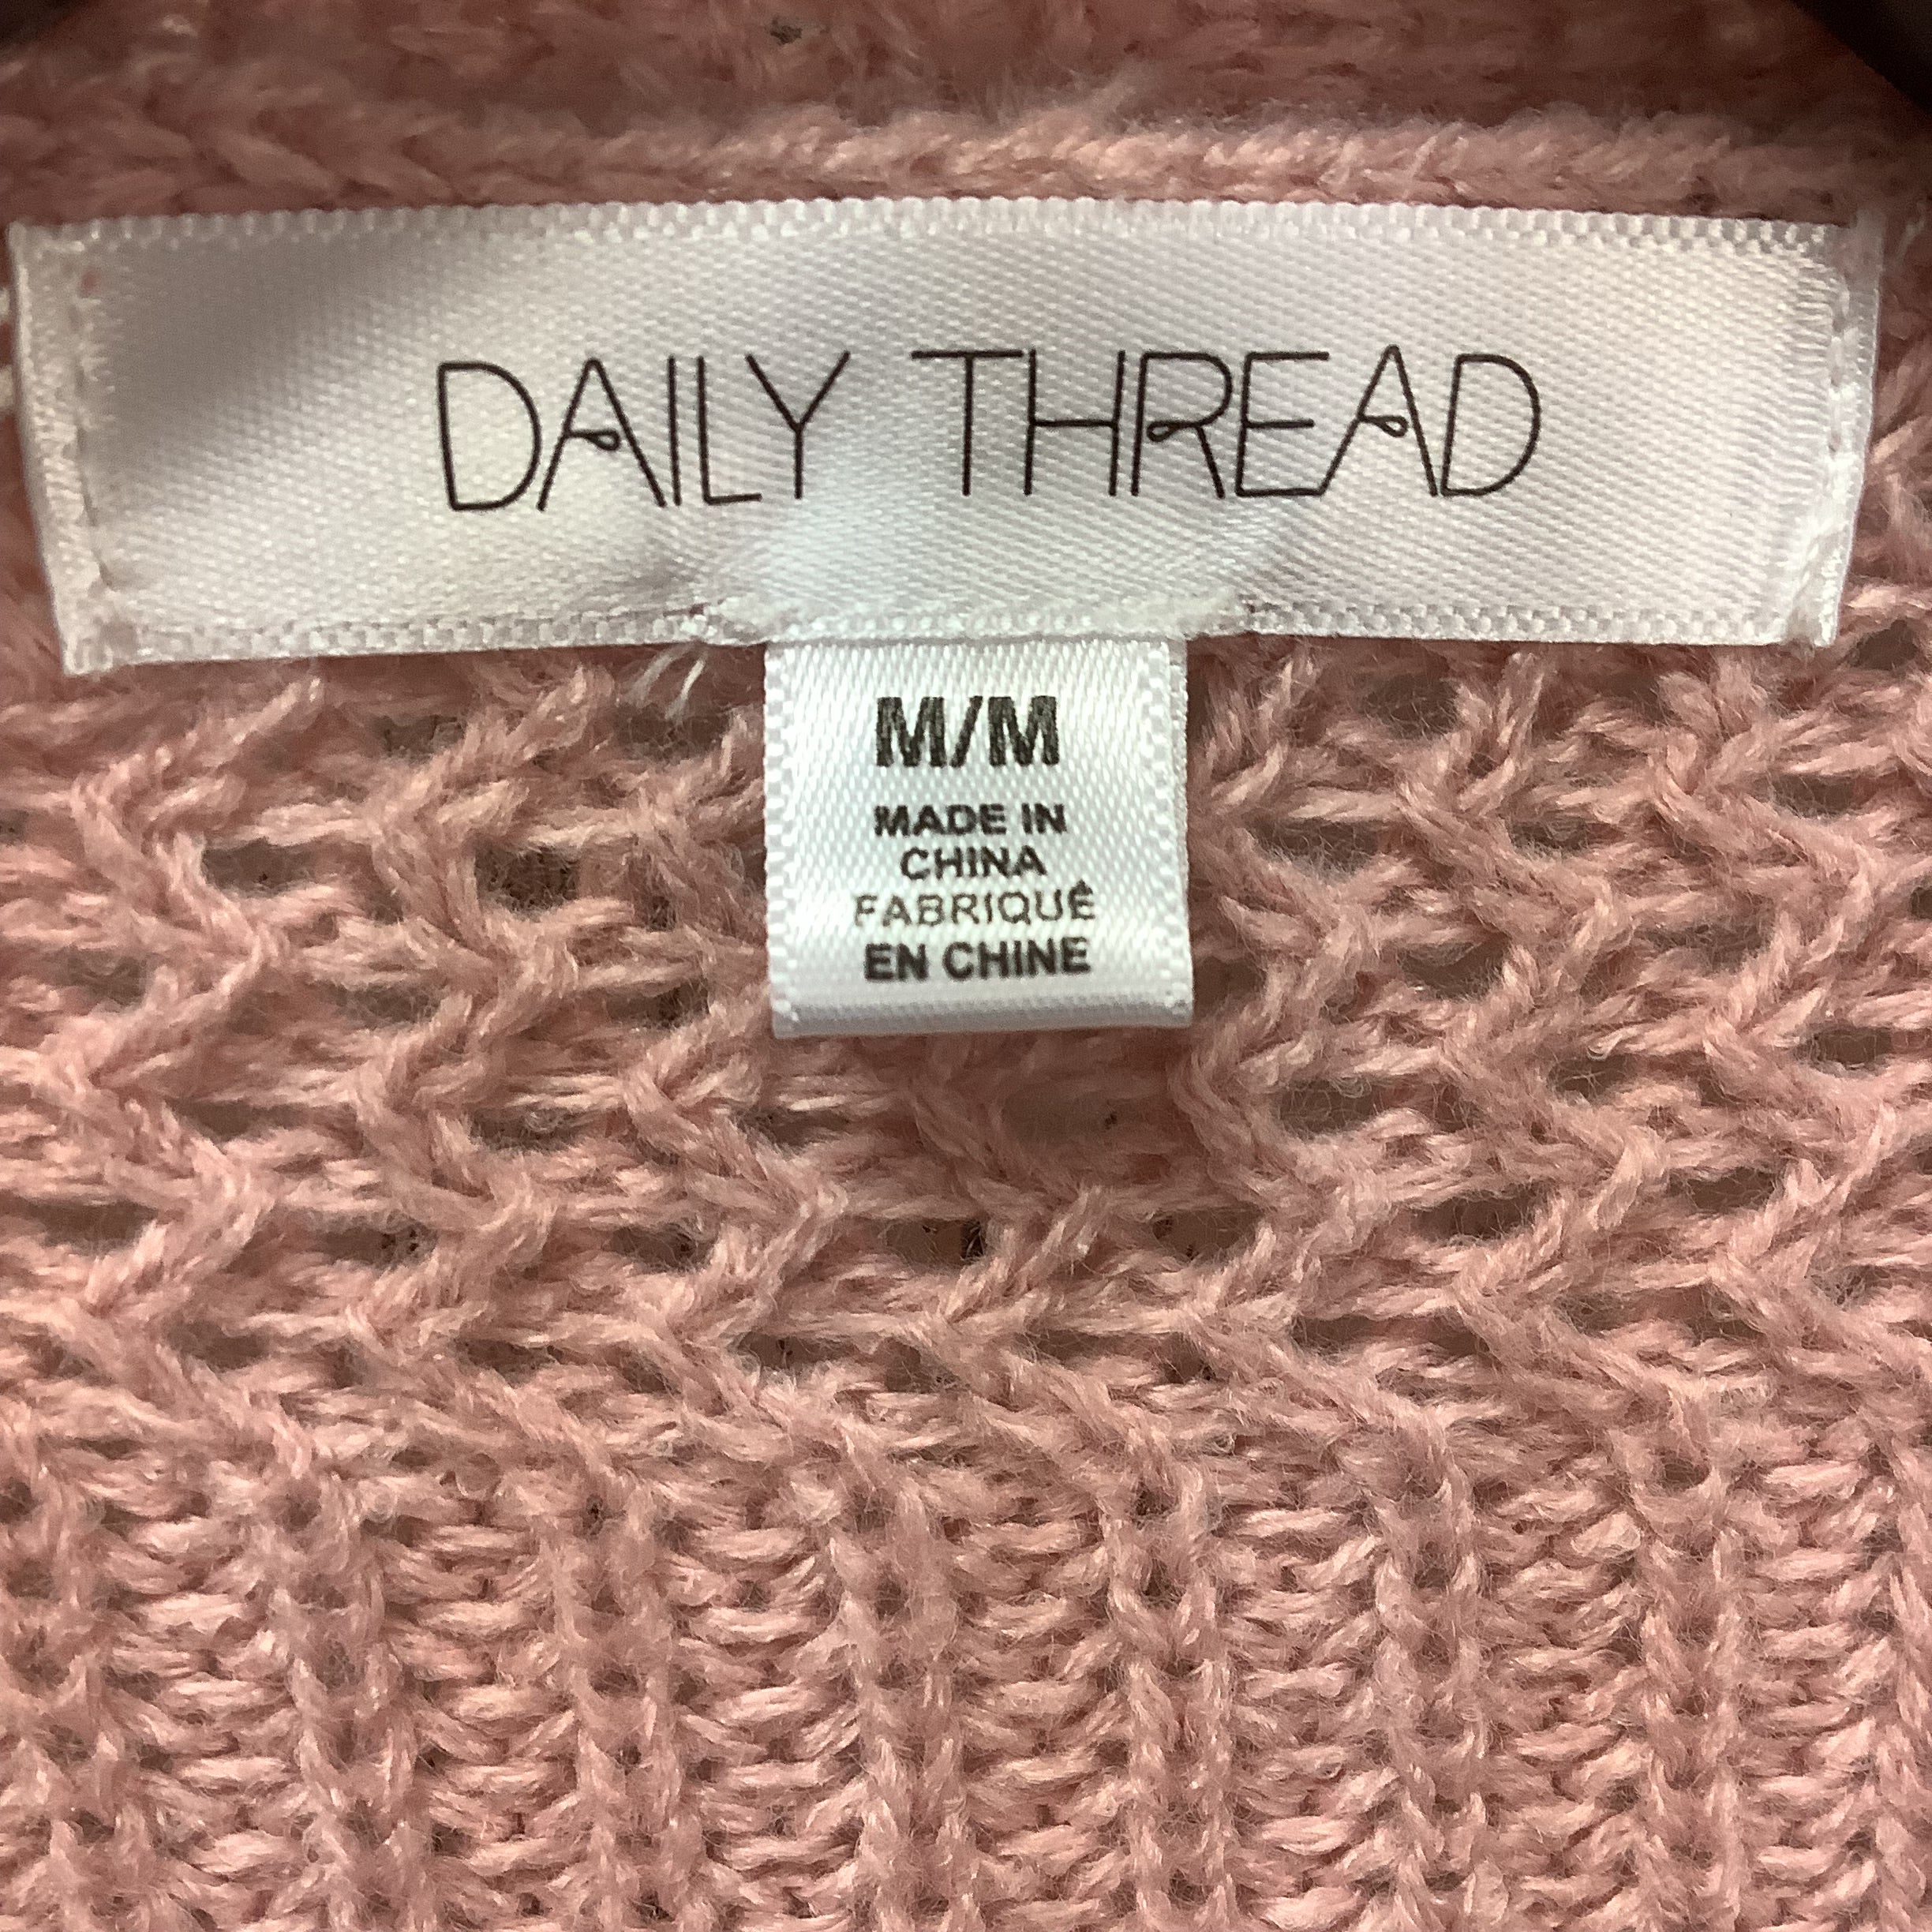 DAILY THREAD
M/M
MADE IN
CHINA
FABRIQUÉ
EN CHINE